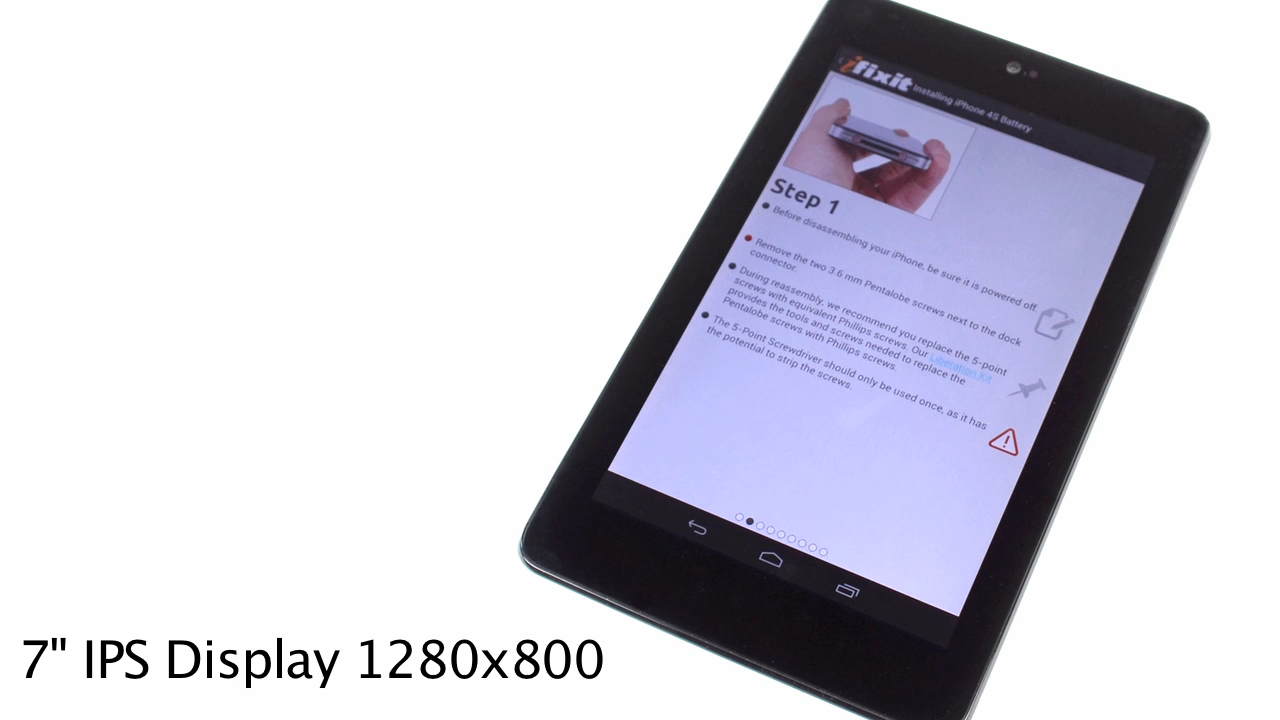 ifixit Installing iPhone 4S Battery
Step 1
Before disassembling your iPhone, be sure it is powered off.
Remove the two 3.6 mm Pentalobe screws next to the dock
connector.
During reassembly, we recommend you replace the 5-point
screws with equivalent Phillips screws. Our Liberation Kit
provides the tools and screws needed to replace the
Pentalobe screws with Phillips screws.
The 5-Point Screwdriver should only be used once, as it has
the potential to strip the screws.
7" IPS Display 1280x800